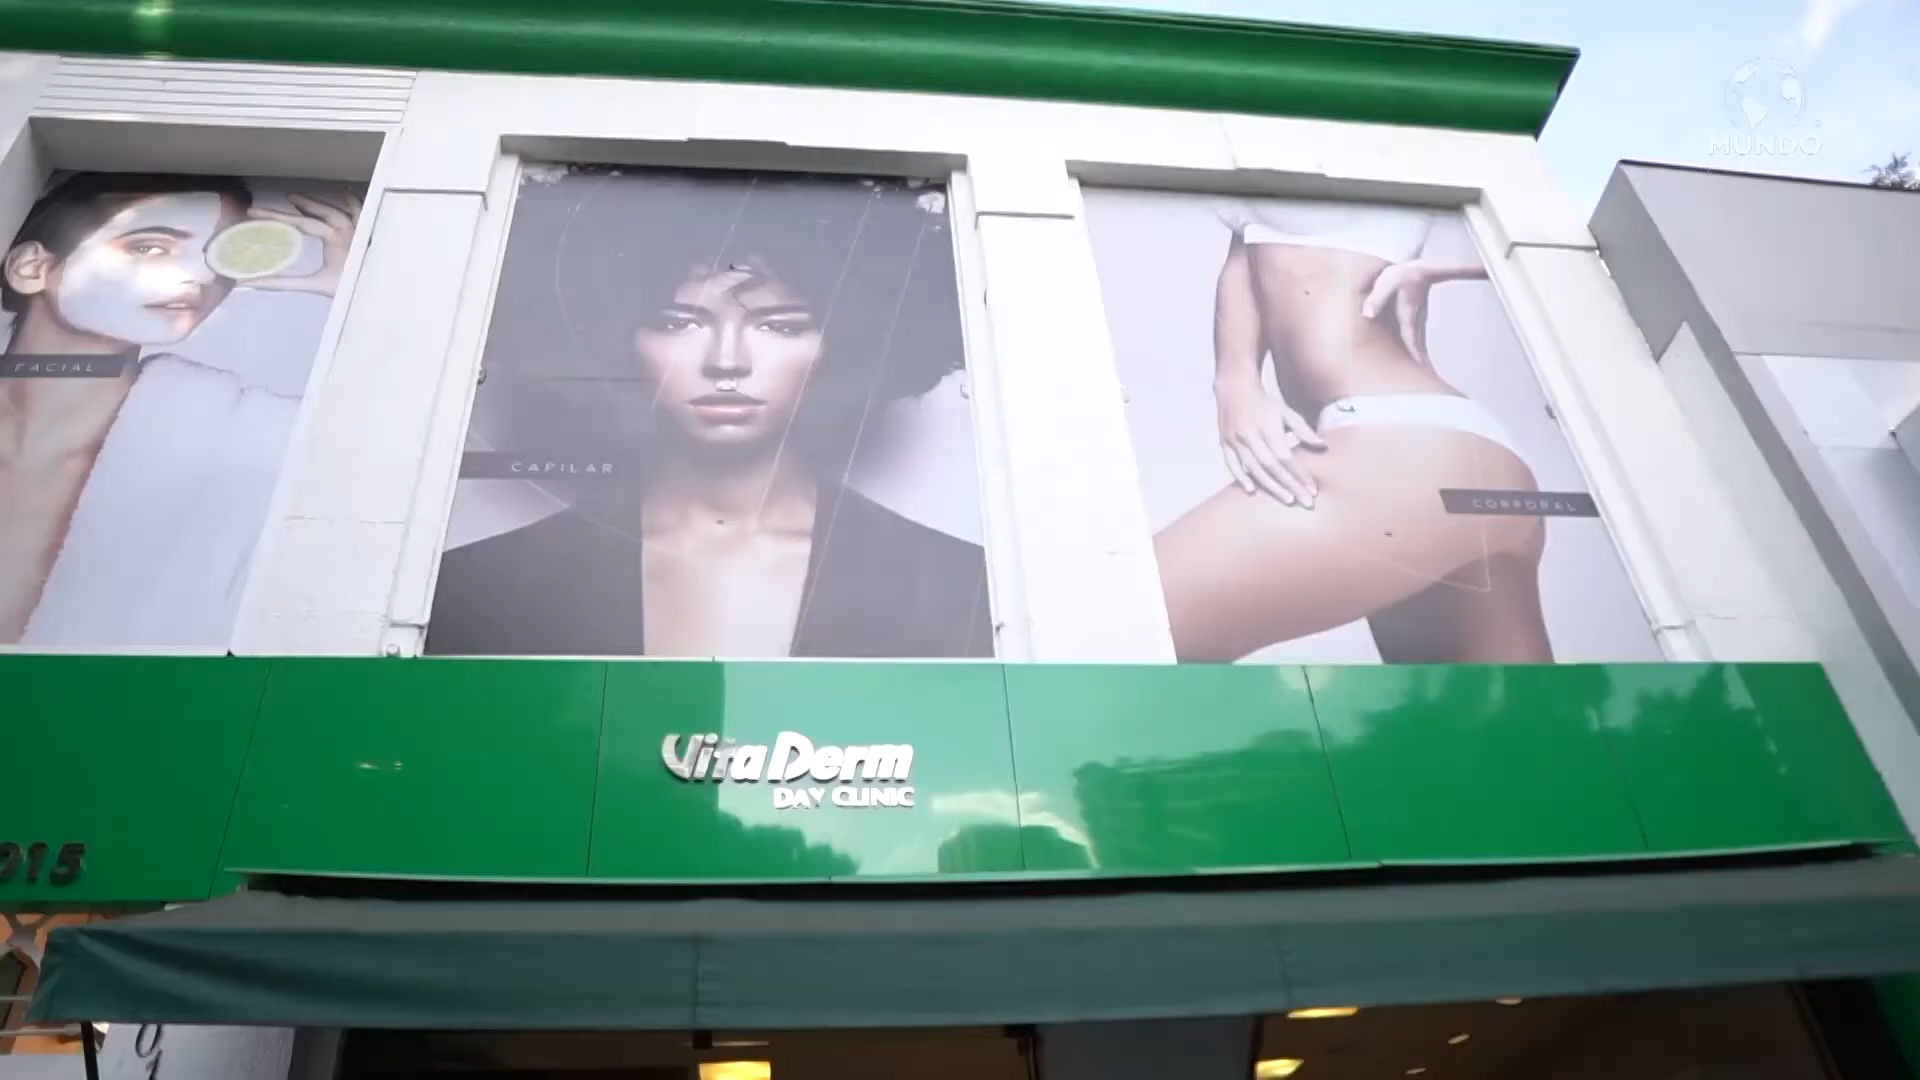 MUNDO
FACIAL
CAPILAR
CORPORAL
VitaDerm
DAY CLINIC
015